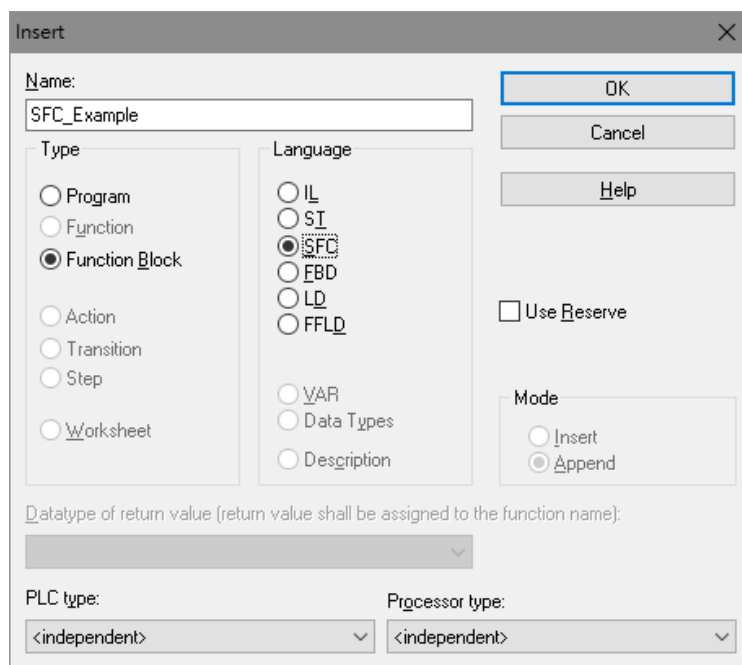 Insert
Name:
SFC_Example
OK
Cancel
Help
Type
Program
Function
Function Block
Action
Transition
Step
Worksheet
Language
IL
ST
SFC
FBD
LD
FFLD
VAR
Data Types
Description
Use Reserve
Mode
Insert
Append
Datatype of return value (return value shall be assigned to the function name):
PLC type:
<independent>
Processor type:
<independent>